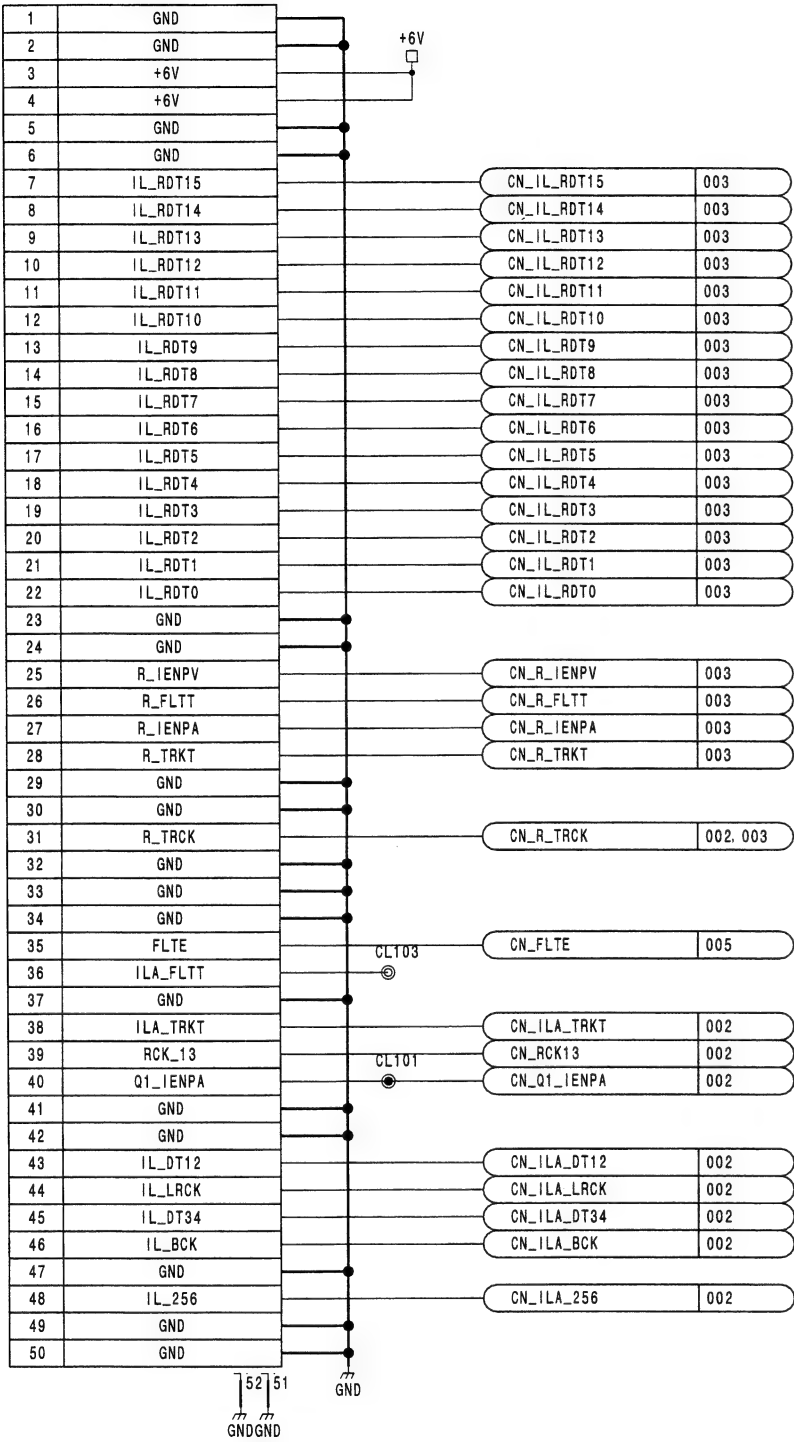 1 GND
2 GND
+6V
3 +6V
4 +6V
5 GND
6 GND
7 IL_RDT15 CN_IL_RDT15 003
8 IL_RDT14 CN_IL_RDT14 003
9 IL_RDT13 CN_IL_RDT13 003
10 IL_RDT12 CN_IL_RDT12 003
11 IL_RDT11 CN_IL_RDT11 003
12 IL_RDT10 CN_IL_RDT10 003
13 IL_RDT9 CN_IL_RDT9 003
14 IL_RDT8 CN_IL_RDT8 003
15 IL_RDT7 CN_IL_RDT7 003
16 IL_RDT6 CN_IL_RDT6 003
17 IL_RDT5 CN_IL_RDT5 003
18 IL_RDT4 CN_IL_RDT4 003
19 IL_RDT3 CN_IL_RDT3 003
20 IL_RDT2 CN_IL_RDT2 003
21 IL_RDT1 CN_IL_RDT1 003
22 IL_RDT0 CN_IL_RDT0 003
23 GND
24 GND
25 R_IENPV CN_R_IENPV 003
26 R_FLTT CN_R_FLTT 003
27 R_IENPA CN_R_IENPA 003
28 R_TRKT CN_R_TRKT 003
29 GND
30 GND
31 R_TRCK CN_R_TRCK 002, 003
32 GND
33 GND
34 GND
35 FLTE CN_FLTE 005
CL103
36 ILA_FLTT
37 GND
38 ILA_TRKT CN_ILA_TRKT 002
39 RCK_13 CN_RCK13 002
CL101
40 Q1_IENPA CN_Q1_IENPA 002
41 GND
42 GND
43 IL_DT12 CN_ILA_DT12 002
44 IL_LRCK CN_ILA_LRCK 002
45 IL_DT34 CN_ILA_DT34 002
46 IL_BCK CN_ILA_BCK 002
47 GND
48 IL_256 CN_ILA_256 002
49 GND
50 GND
52 51
GND
GND GND